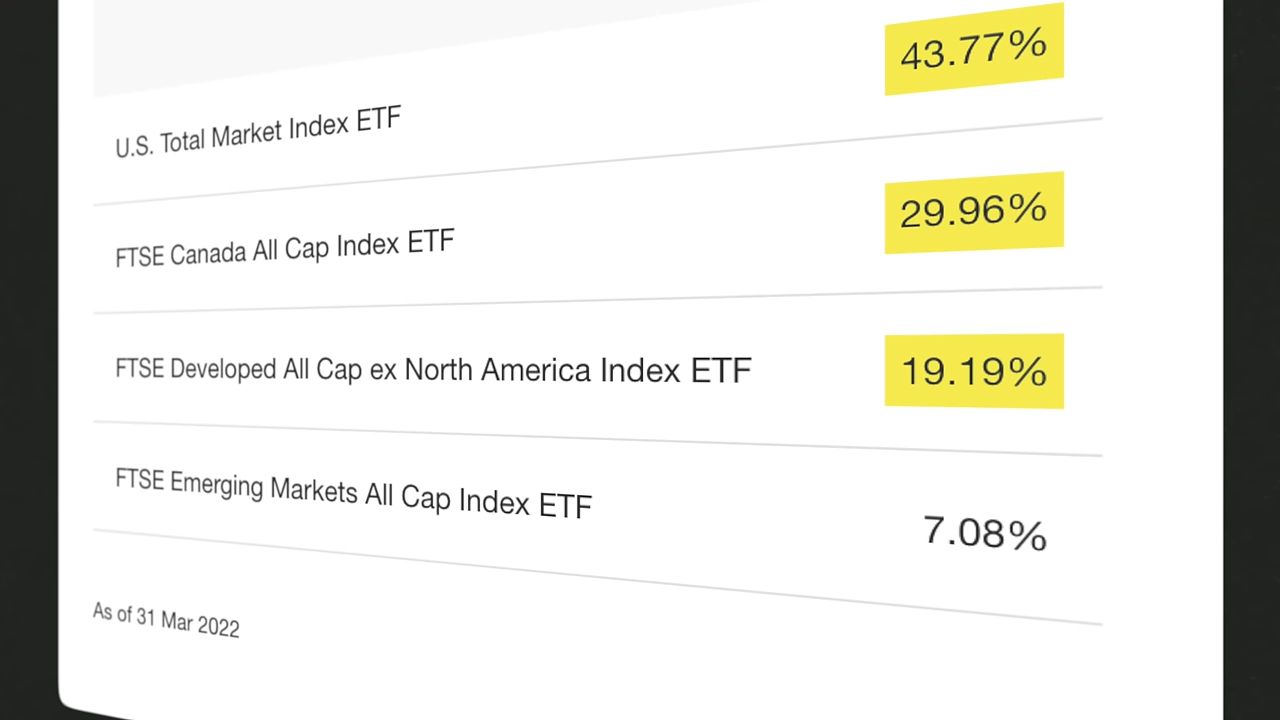 U.S. Total Market Index ETF 43.77%
FTSE Canada All Cap Index ETF 29.96%
FTSE Developed All Cap ex North America Index ETF 19.19%
FTSE Emerging Markets All Cap Index ETF 7.08%
As of 31 Mar 2022